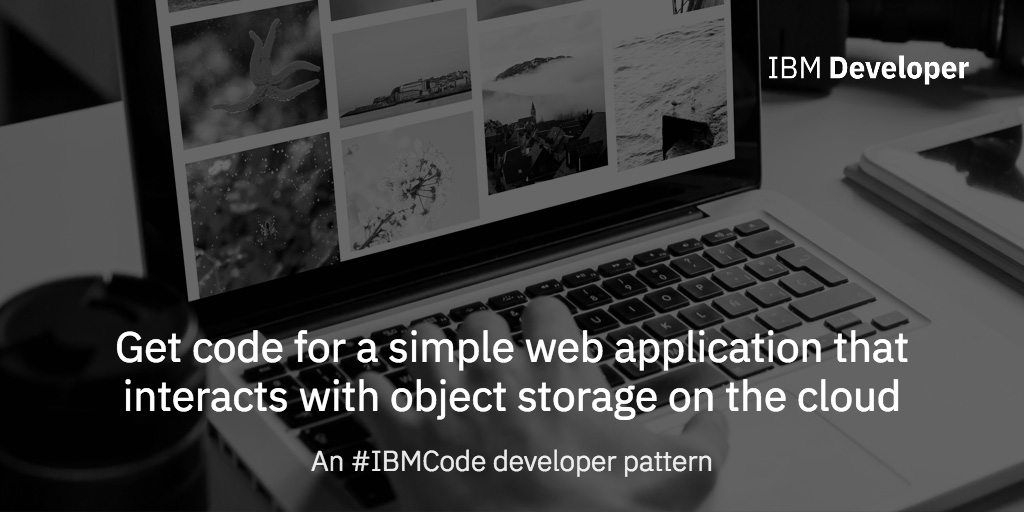 IBM Developer
Get code for a simple web application that
interacts with object storage on the cloud
An #IBMCode developer pattern